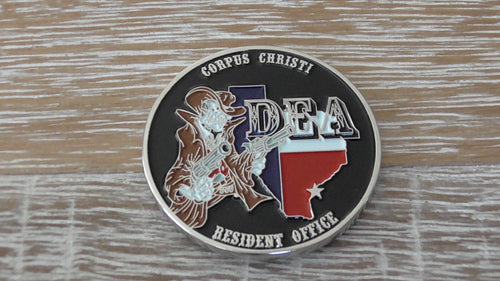 CORPUS CHRISTI
DEA
RESIDENT OFFICE